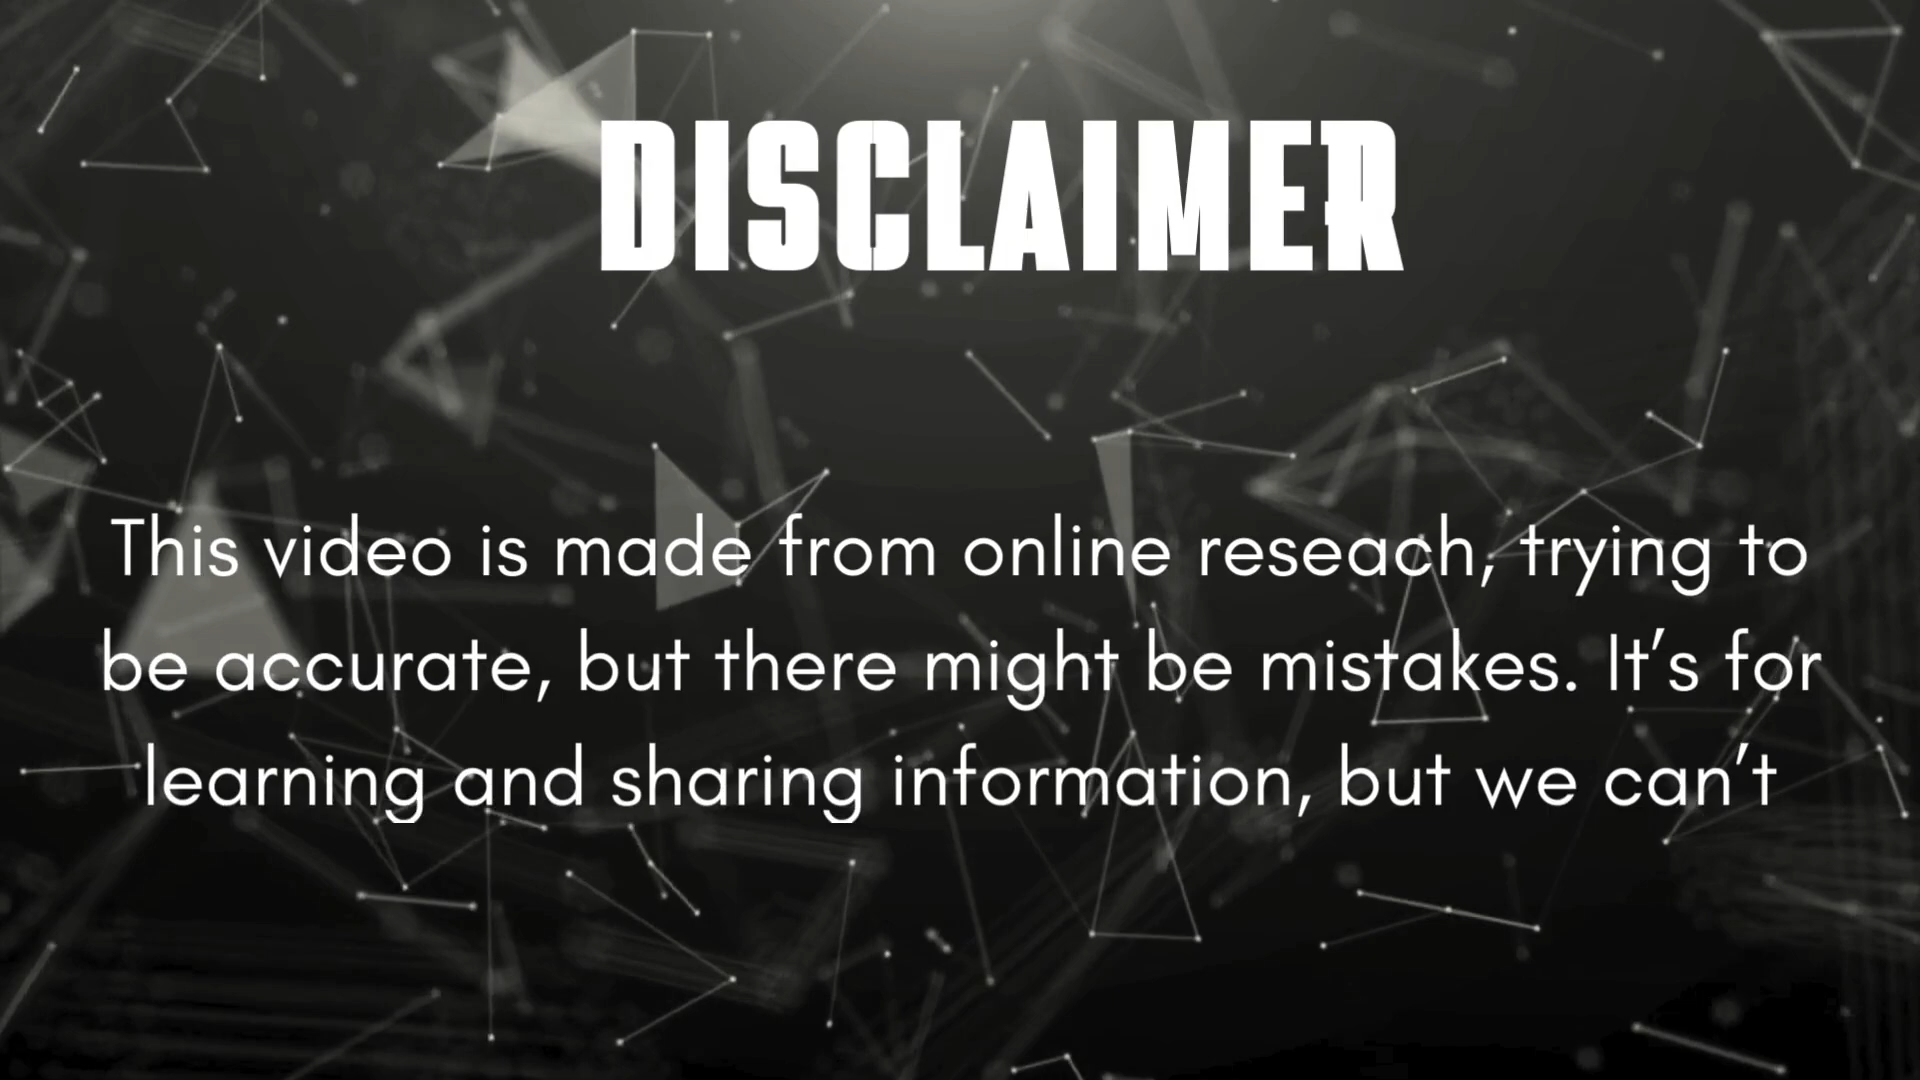 DISCLAIMER
This video is made from online reseach, trying to
be accurate, but there might be mistakes. It’s for
learning and sharing information, but we can’t